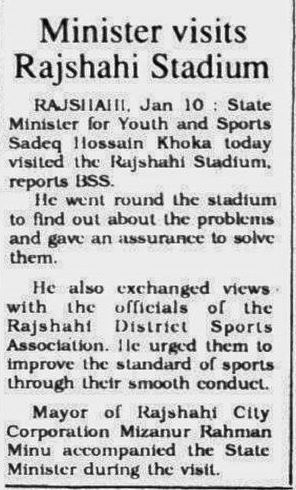 Minister visits
Rajshahi Stadium
RAJSHAHI, Jan 10 : State
Minister for Youth and Sports
Sadeq Hossain Khoka today
visited the Rajshahi Stadium,
reports BSS.
He went round the stadium
to find out about the problems
and gave an assurance to solve
them.
He also exchanged views
with the officials of the
Rajshahi District Sports
Association. He urged them to
improve the standard of sports
through their smooth conduct.
Mayor of Rajshahi City
Corporation Mizanur Rahman
Minu accompanied the State
Minister during the visit.